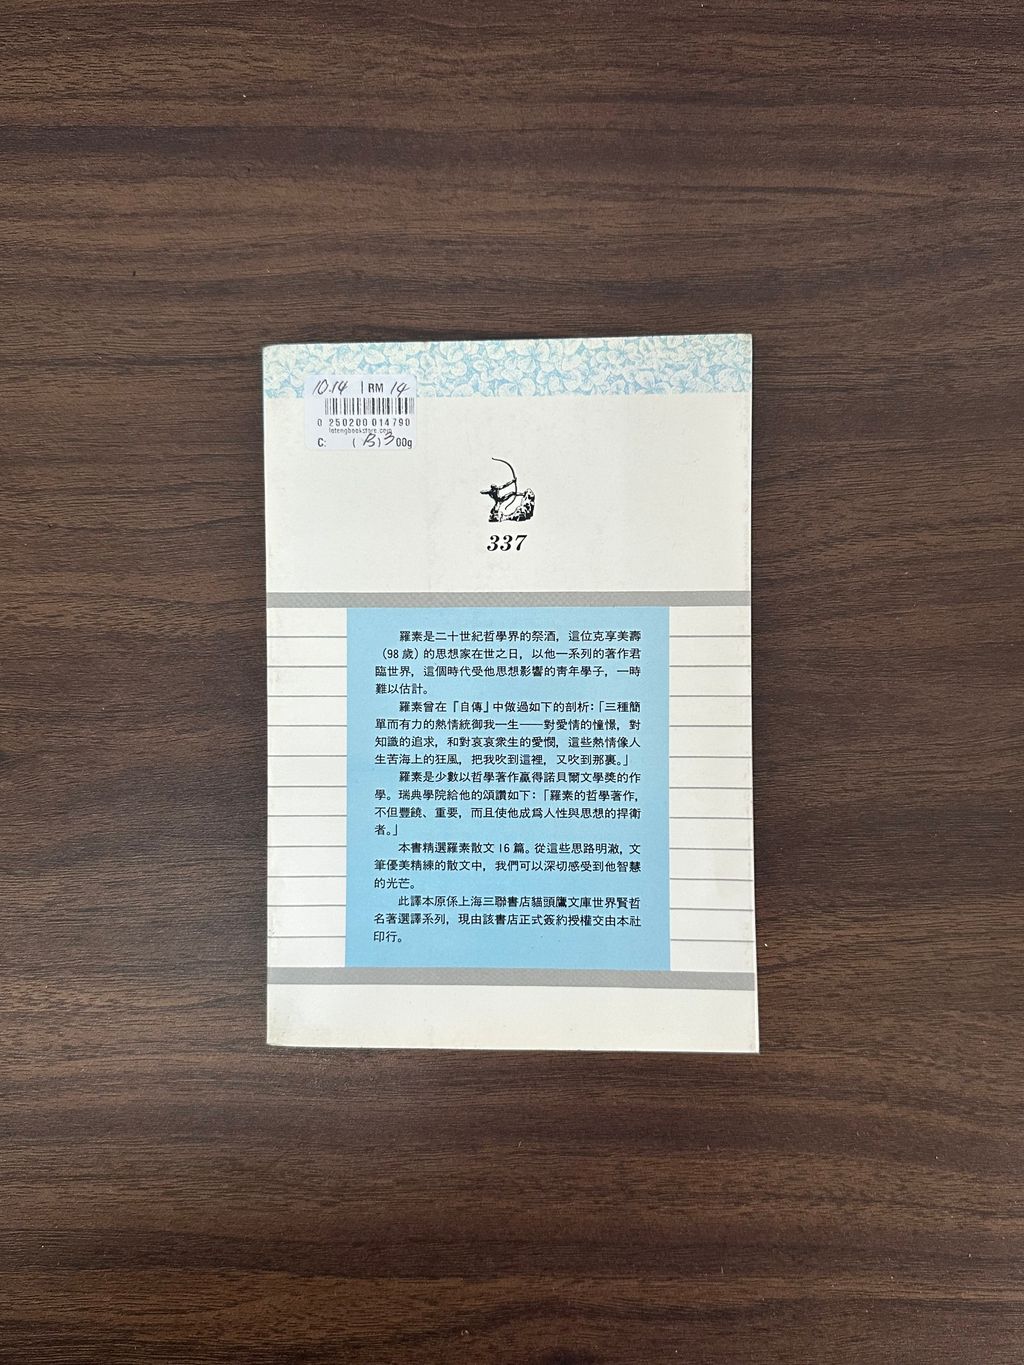 10.14 | RM 14
0 250200 014790
latengbookstore.com
C: (B) 300g
337
羅素是二十世紀哲學界的祭酒，這位克享美壽
（98 歲）的思想家在世之日，以他一系列的著作君
臨世界，這個時代受他思想影響的靑年學子，一時
難以估計。
羅素曾在『自傳』中做過如下的剖析：「三種簡
單而有力的熱情統御我一生——對愛情的憧憬，對
知識的追求，和對哀哀衆生的愛憫，這些熱情像人
生苦海上的狂風，把我吹到這裡，又吹到那裏。」
羅素是少數以哲學著作贏得諾貝爾文學獎的作
學。瑞典學院給他的頌讚如下：「羅素的哲學著作，
不但豐饒、重要，而且使他成爲人性與思想的捍衛
者。」
本書精選羅素散文 16 篇。從這些思路明澈，文
筆優美精練的散文中，我們可以深切感受到他智慧
的光芒。
此譯本原係上海三聯書店貓頭鷹文庫世界賢哲
名著選譯系列，現由該書店正式簽約授權交由本社
印行。